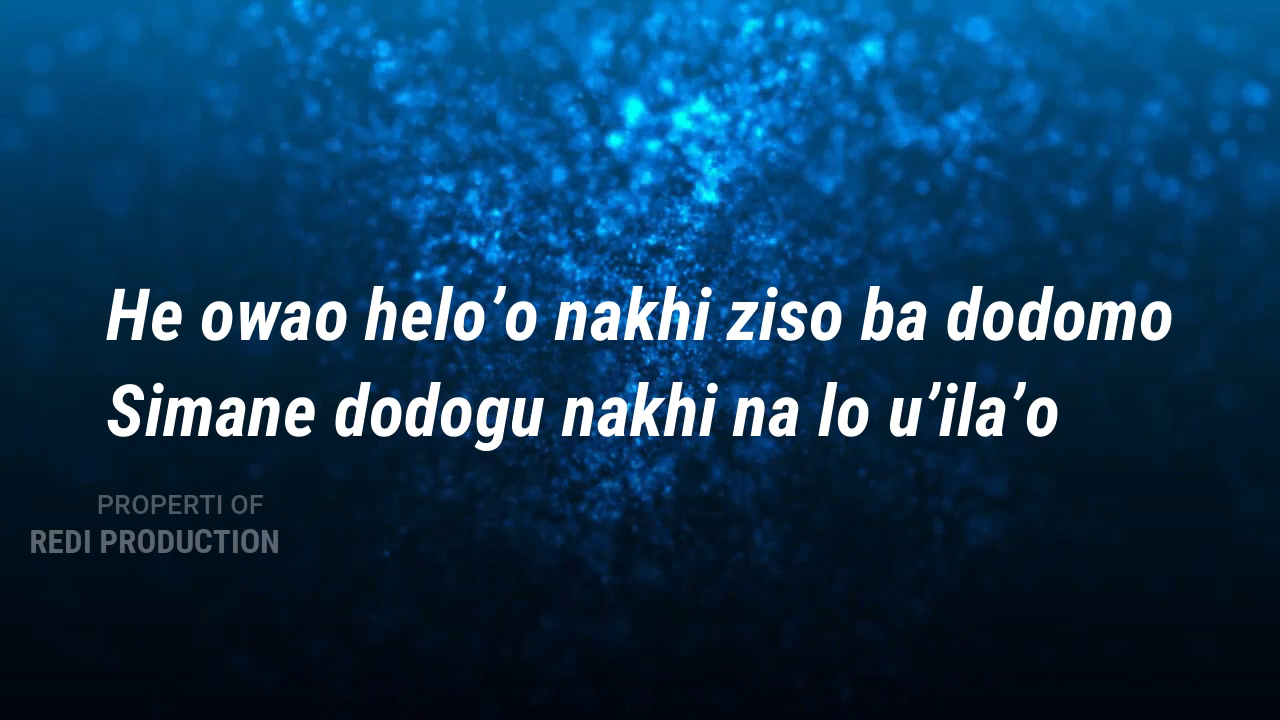 He owao helo’o nakhi ziso ba dodomo
Simane dodogu nakhi na lo u’ila’o
PROPERTI OF
REDI PRODUCTION